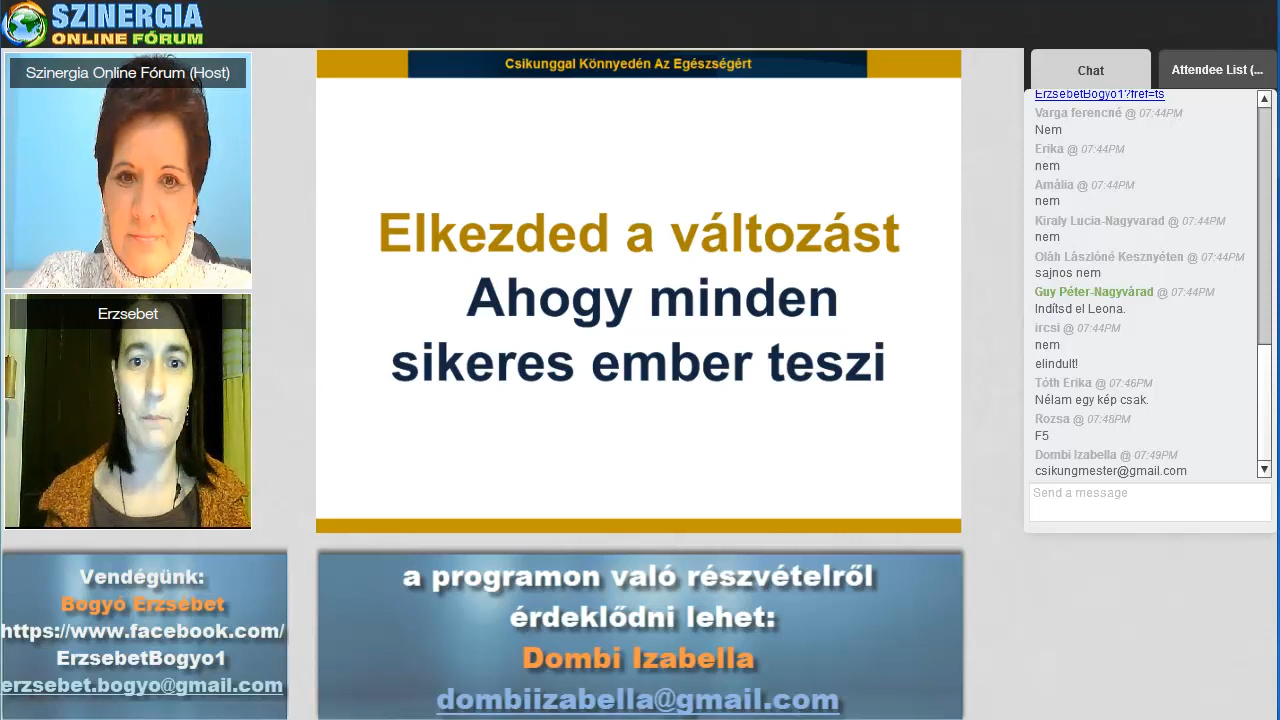 SZINERGIA
ONLINE FÓRUM
Szinergia Online Fórum (Host)
Erzsebet
Csikunggal Könnyedén Az Egészségért
Elkezded a változást
Ahogy minden
sikeres ember teszi
Chat
Attendee List (...
ErzsebetBogyo1?fref=ts
Varga ferencné @ 07:44PM
Nem
Erika @ 07:44PM
nem
Amália @ 07:44PM
nem
Kiraly Lucia-Nagyvarad @ 07:44PM
nem
Oláh Lászlóné Kesznyéten @ 07:44PM
sajnos nem
Guy Péter-Nagyvárad @ 07:44PM
Indítsd el Leona.
ircsi @ 07:44PM
nem
elindult!
Tóth Erika @ 07:46PM
Nélam egy kép csak.
Rozsa @ 07:48PM
F5
Dombi Izabella @ 07:49PM
csikungmester@gmail.com
Send a message
Vendégünk:
Bogyó Erzsébet
https://www.facebook.com/
ErzsebetBogyo1
erzsebet.bogyo@gmail.com
a programon való részvételről
érdeklődni lehet:
Dombi Izabella
dombiizabella@gmail.com